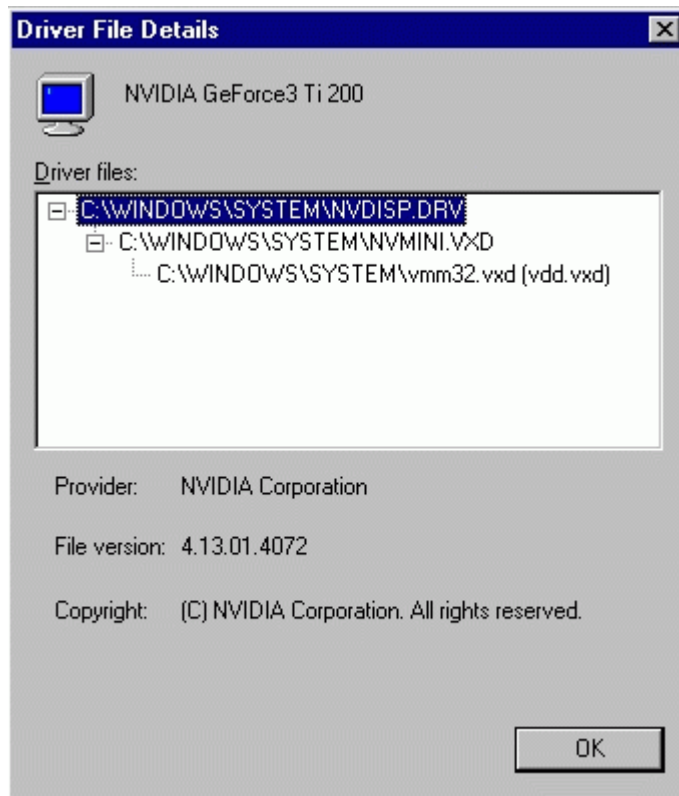 Driver File Details
NVIDIA GeForce3 Ti 200
Driver files:
C:\WINDOWS\SYSTEM\NVDISP.DRV
C:\WINDOWS\SYSTEM\NVMINI.VXD
C:\WINDOWS\SYSTEM\vmm32.vxd (vdd.vxd)
Provider: NVIDIA Corporation
File version: 4.13.01.4072
Copyright: (C) NVIDIA Corporation. All rights reserved.
OK